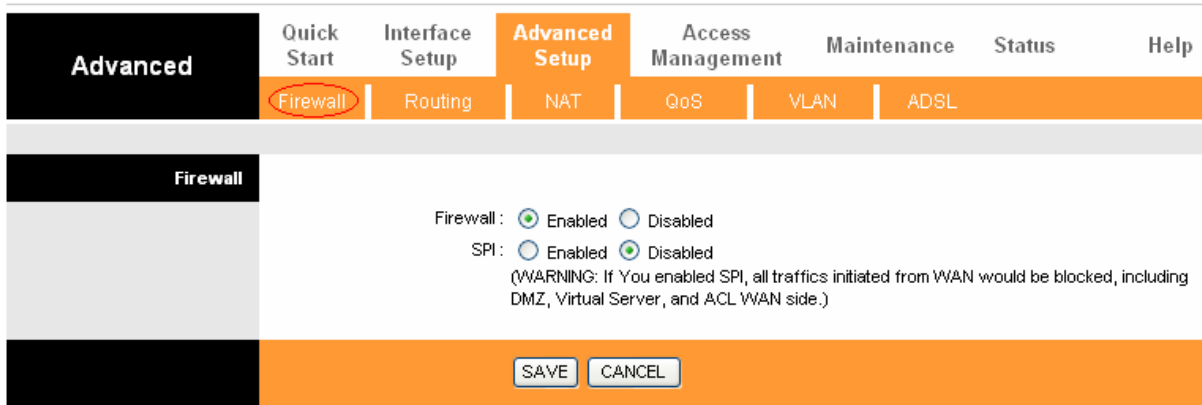 Advanced
Quick Start
Interface Setup
Advanced Setup
Access Management
Maintenance
Status
Help
Firewall
Routing
NAT
QoS
VLAN
ADSL
Firewall
Firewall : Enabled Disabled
SPI : Enabled Disabled
(WARNING: If You enabled SPI, all traffics initiated from WAN would be blocked, including
DMZ, Virtual Server, and ACL WAN side.)
SAVE CANCEL